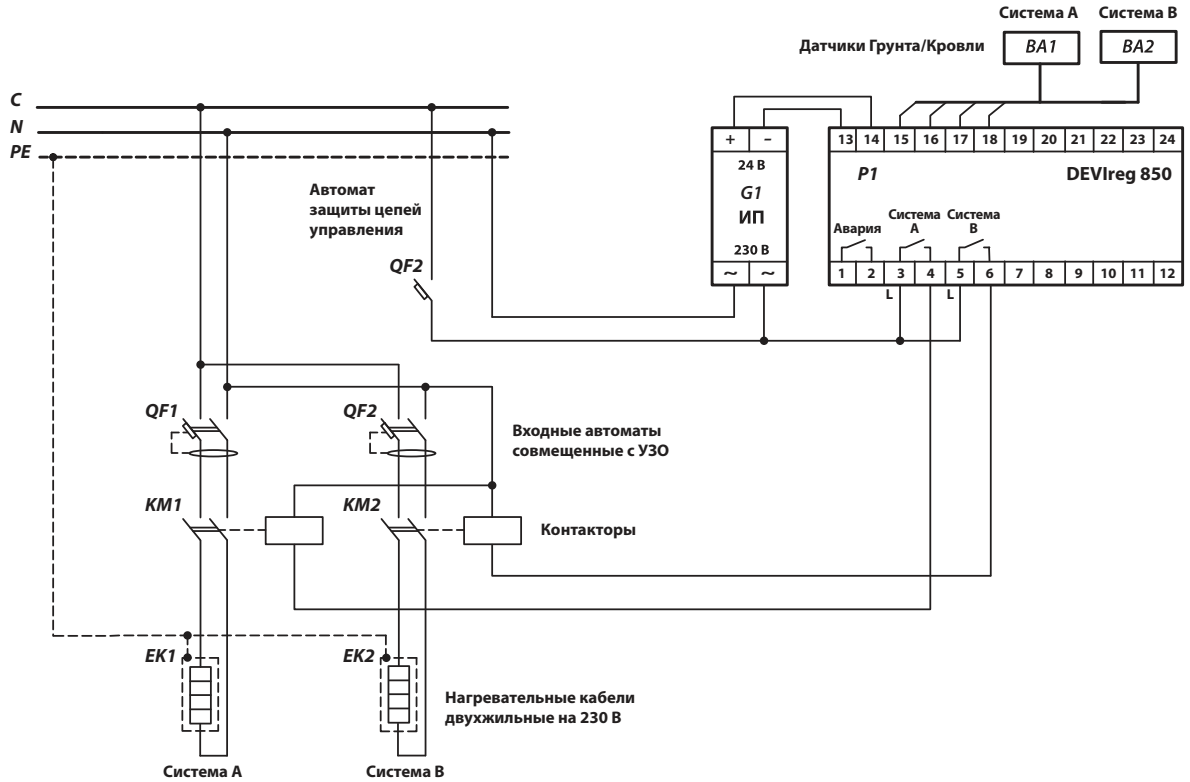 Система А Система В
Датчики Грунта/Кровли
BA1 BA2
C
N
PE
+ –
24 В
G1
ИП
230 В
~ ~
13 14 15 16 17 18 19 20 21 22 23 24
P1 DEVIreg 850
Авария
Система
А
Система
В
1 2 3 4 5 6 7 8 9 10 11 12
L L
Автомат
защиты цепей
управления
QF2
QF1 QF2
Входные автоматы
совмещенные с УЗО
KM1 KM2
Контакторы
EK1 EK2
Нагревательные кабели
двухжильные на 230 В
Система А Система В